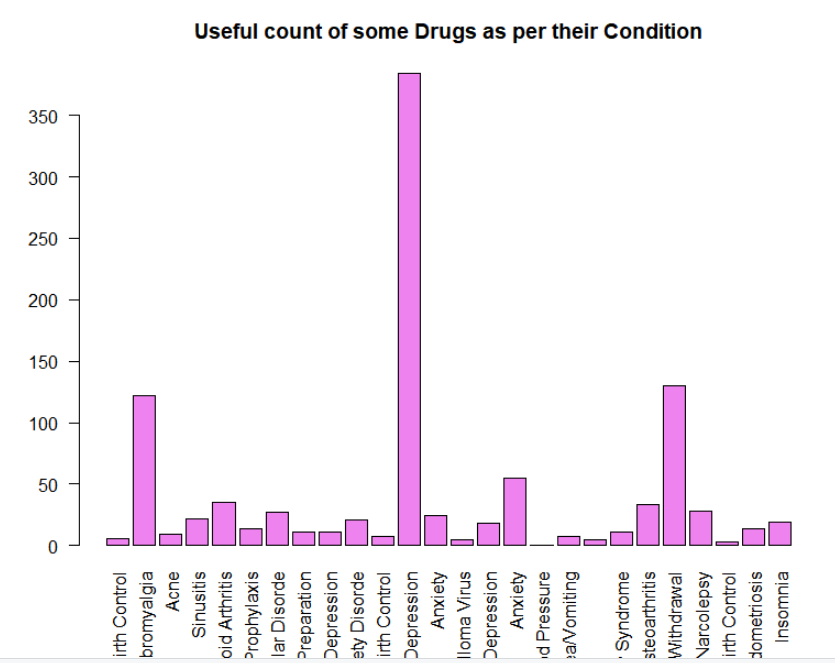 Useful count of some Drugs as per their Condition
350
300
250
200
150
100
50
0
irth Control
bromyalgia
Acne
Sinusitis
oid Arthritis
Prophylaxis
lar Disorde
Preparation
Depression
ety Disorde
irth Control
Depression
Anxiety
lloma Virus
Depression
Anxiety
d Pressure
ea/Vomiting
Syndrome
steoarthritis
Withdrawal
Narcolepsy
irth Control
dometriosis
Insomnia